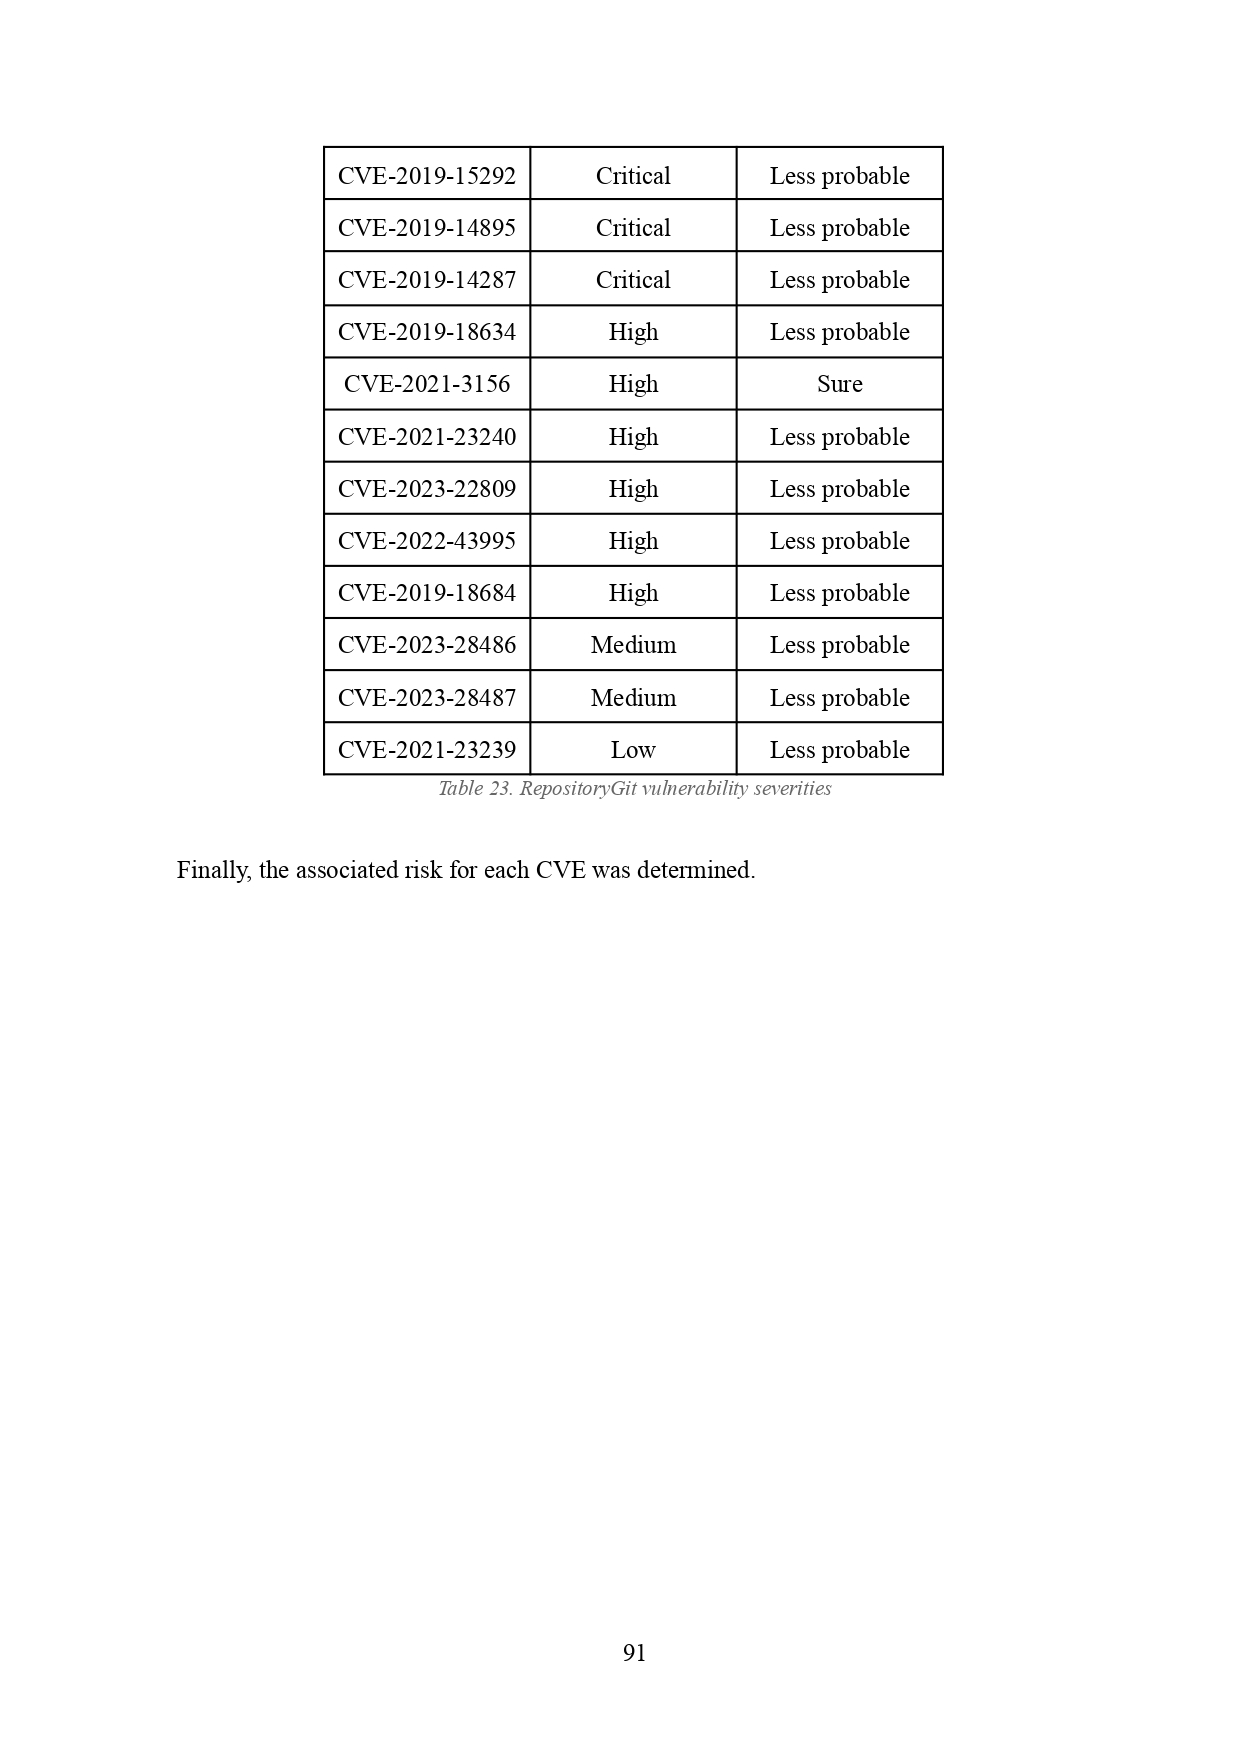 CVE-2019-15292 Critical Less probable
CVE-2019-14895 Critical Less probable
CVE-2019-14287 Critical Less probable
CVE-2019-18634 High Less probable
CVE-2021-3156 High Sure
CVE-2021-23240 High Less probable
CVE-2023-22809 High Less probable
CVE-2022-43995 High Less probable
CVE-2019-18684 High Less probable
CVE-2023-28486 Medium Less probable
CVE-2023-28487 Medium Less probable
CVE-2021-23239 Low Less probable
Table 23. RepositoryGit vulnerability severities
Finally, the associated risk for each CVE was determined.
91